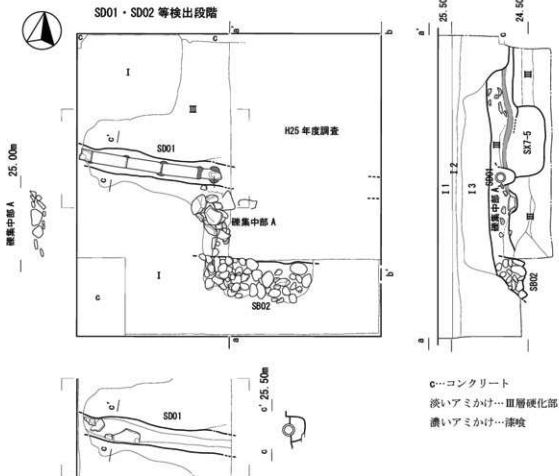 SD01・SD02 等検出段階
a'
b
c
c
I
III
H25 年度調査
c'
SD01
c
礫集中部 A
25.00m
礫集中部 A
I
c
SB02
b'
a
a
25.50
24.50
a'
c
III
SX7-5
SD01
I 1
I 2
I 3
礫集中部 A
III
SB02
a
c'
SD01
c
25.50m
c'
c
c…コンクリート
淡いアミかけ…III層硬化部
濃いアミかけ…漆喰